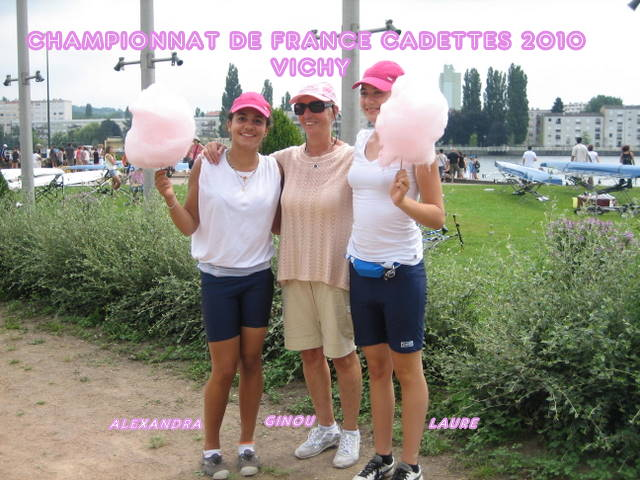 CHAMPIONNAT DE FRANCE CADETTES 2010
VICHY
ALEXANDRA
GINOU
LAURE